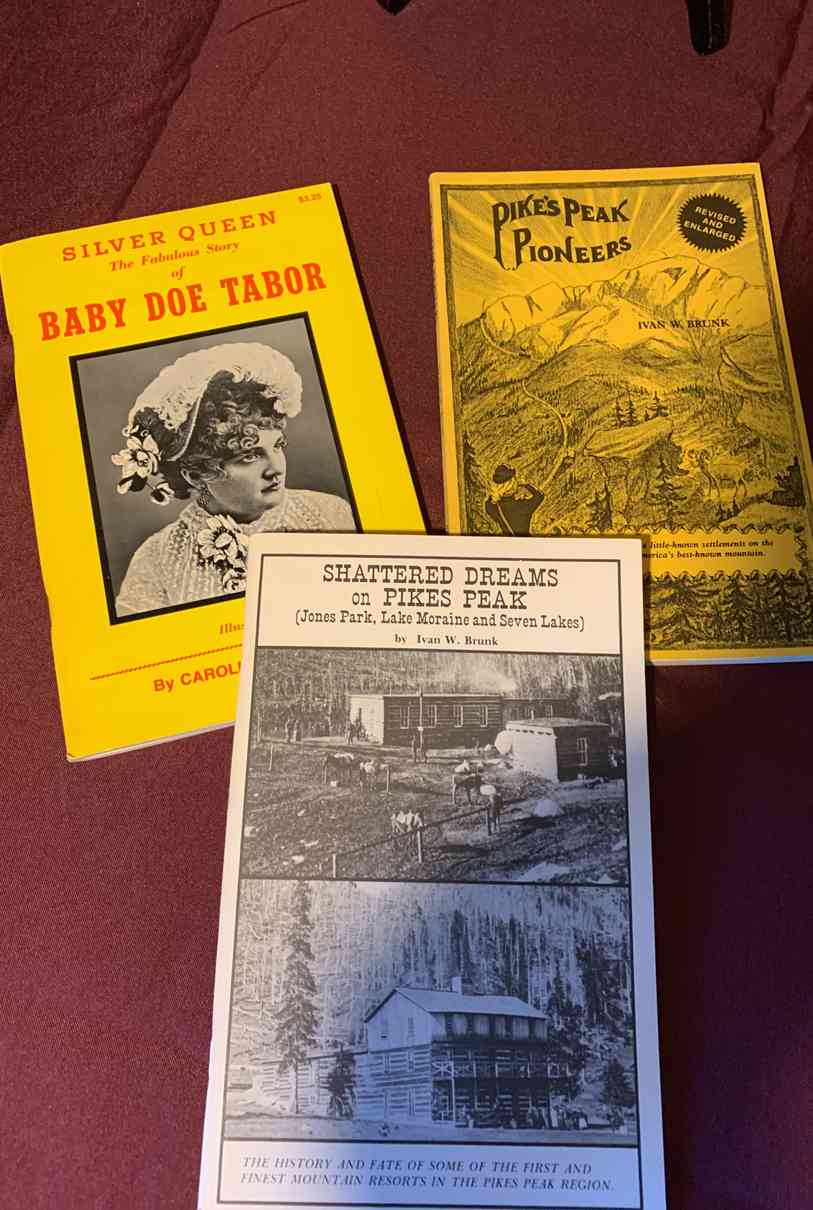 $3.25
SILVER QUEEN
The Fabulous Story
of
BABY DOE TABOR
By
PIKE'S PEAK
PIONEERS
REVISED
AND
ENLARGED
IVAN W. BRUNK
little-known settlements on the
best-known mountain.
SHATTERED DREAMS
on PIKES PEAK
(Jones Park, Lake Moraine and Seven Lakes)
by Ivan W. Brunk
THE HISTORY AND FATE OF SOME OF THE FIRST AND
FINEST MOUNTAIN RESORTS IN THE PIKES PEAK REGION.